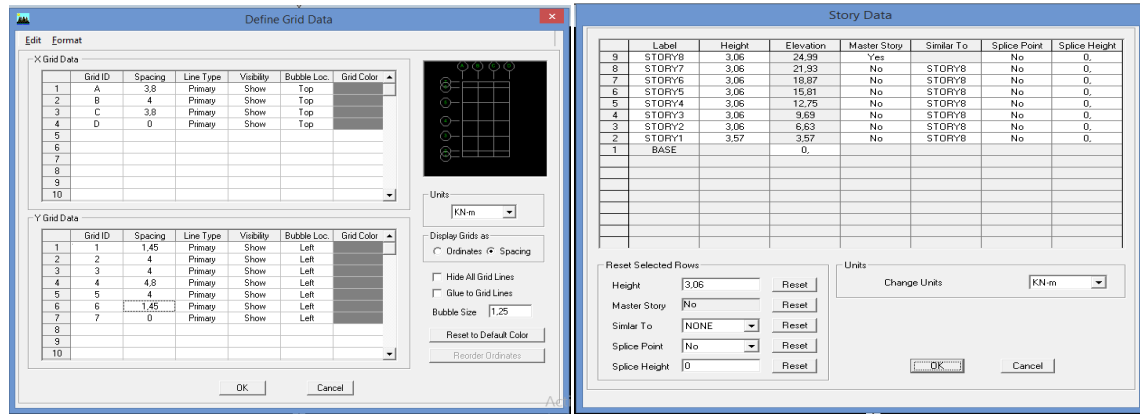 Define Grid Data
Edit Format
X Grid Data
Grid ID Spacing Line Type Visibility Bubble Loc. Grid Color
1 A 3,8 Primary Show Top
2 B 4 Primary Show Top
3 C 3,8 Primary Show Top
4 D 0 Primary Show Top
5
6
7
8
9
10
Y Grid Data
Grid ID Spacing Line Type Visibility Bubble Loc. Grid Color
1 1 1,45 Primary Show Left
2 2 4 Primary Show Left
3 3 4 Primary Show Left
4 4 4,8 Primary Show Left
5 5 4 Primary Show Left
6 6 1,45 Primary Show Left
7 7 0 Primary Show Left
8
9
10
Units
KN-m
Display Grids as
Ordinates Spacing
Hide All Grid Lines
Glue to Grid Lines
Bubble Size 1,25
Reset to Default Color
Reorder Ordinates
OK Cancel
Story Data
Label Height Elevation Master Story Similar To Splice Point Splice Height
9 STORY8 3,06 24,99 Yes No 0,
8 STORY7 3,06 21,93 No STORY8 No 0,
7 STORY6 3,06 18,87 No STORY8 No 0,
6 STORY5 3,06 15,81 No STORY8 No 0,
5 STORY4 3,06 12,75 No STORY8 No 0,
4 STORY3 3,06 9,69 No STORY8 No 0,
3 STORY2 3,06 6,63 No STORY8 No 0,
2 STORY1 3,57 3,57 No STORY8 No 0,
1 BASE 0,
Reset Selected Rows
Height 3,06 Reset
Master Story No Reset
Simlar To NONE Reset
Splice Point No Reset
Splice Height 0 Reset
Units
Change Units KN-m
OK Cancel